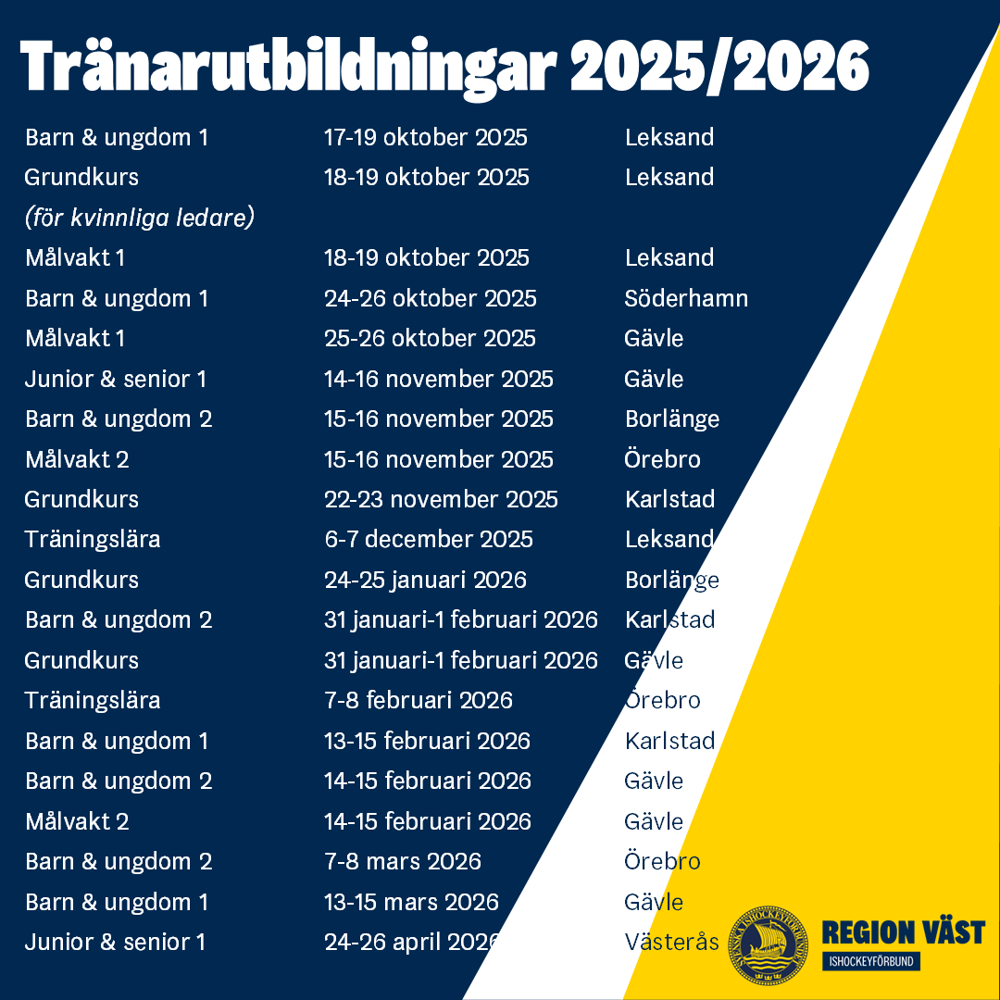 Tränarutbildningar 2025/2026
Barn & ungdom 1 17-19 oktober 2025 Leksand
Grundkurs 18-19 oktober 2025 Leksand
(för kvinnliga ledare)
Målvakt 1 18-19 oktober 2025 Leksand
Barn & ungdom 1 24-26 oktober 2025 Söderhamn
Målvakt 1 25-26 oktober 2025 Gävle
Junior & senior 1 14-16 november 2025 Gävle
Barn & ungdom 2 15-16 november 2025 Borlänge
Målvakt 2 15-16 november 2025 Örebro
Grundkurs 22-23 november 2025 Karlstad
Träningslära 6-7 december 2025 Leksand
Grundkurs 24-25 januari 2026 Borlänge
Barn & ungdom 2 31 januari-1 februari 2026 Karlstad
Grundkurs 31 januari-1 februari 2026 Gävle
Träningslära 7-8 februari 2026 Örebro
Barn & ungdom 1 13-15 februari 2026 Karlstad
Barn & ungdom 2 14-15 februari 2026 Gävle
Målvakt 2 14-15 februari 2026 Gävle
Barn & ungdom 2 7-8 mars 2026 Örebro
Barn & ungdom 1 13-15 mars 2026 Gävle
Junior & senior 1 24-26 april 2026 Västerås
SVENSKA ISHOCKEYFÖRBUNDET
REGION VÄST
ISHOCKEYFÖRBUND